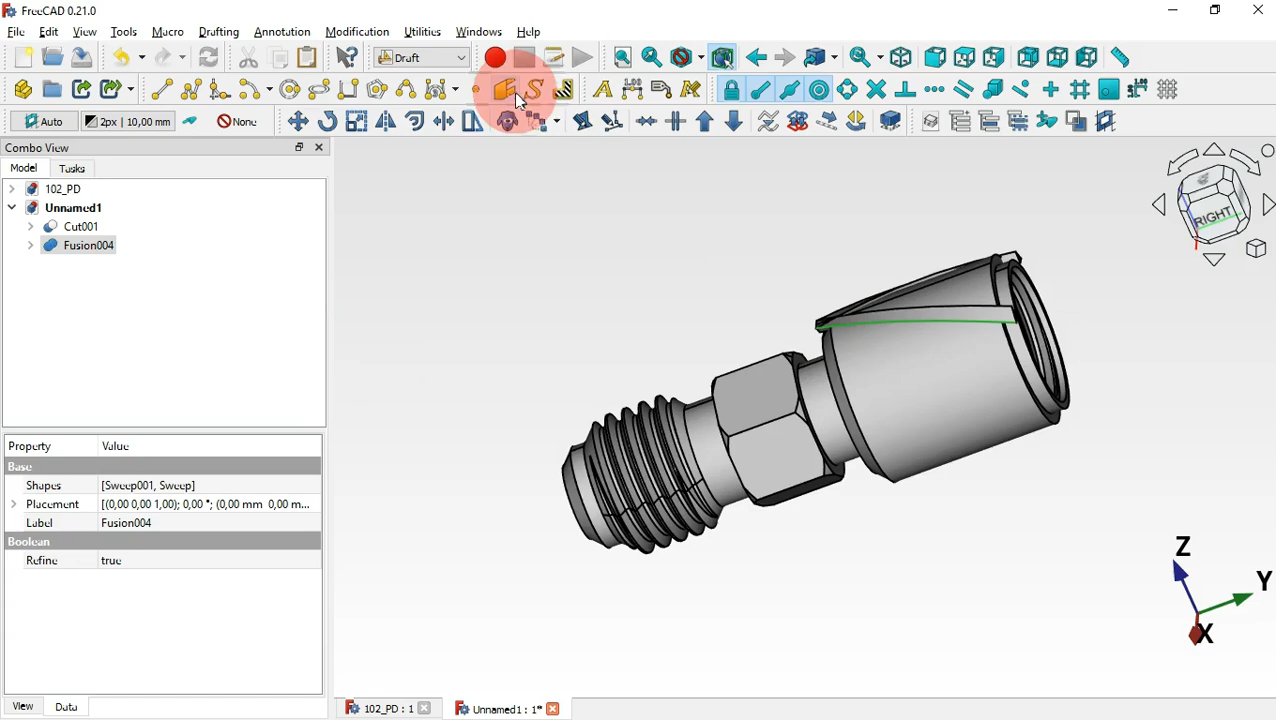 FreeCAD 0.21.0
File Edit View Tools Macro Drafting Annotation Modification Utilities Windows Help
Draft
Auto 2px | 10,00 mm None
Combo View
Model Tasks
102_PD
Unnamed1
Cut001
Fusion004
Property Value
Base
Shapes [Sweep001, Sweep]
Placement [(0,00 0,00 1,00); 0,00 °; (0,00 mm 0,00 m...
Label Fusion004
Boolean
Refine true
View Data
102_PD : 1 Unnamed1 : 1*
RIGHT
Z
Y
X